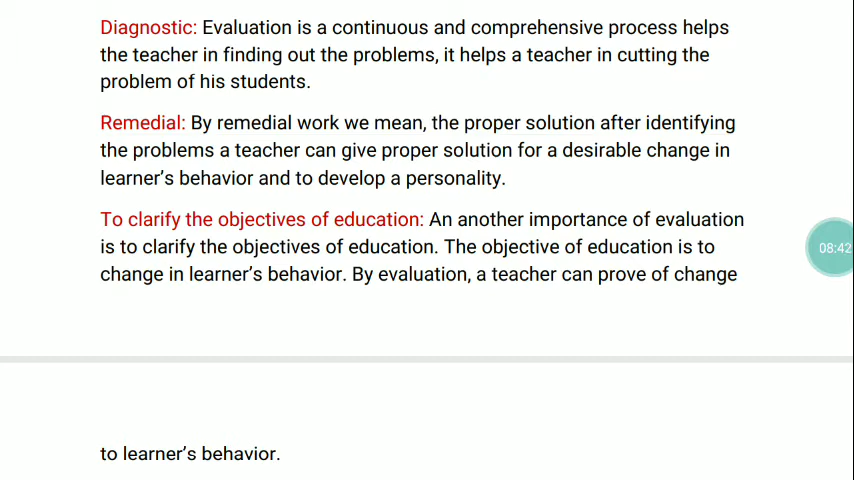 Diagnostic: Evaluation is a continuous and comprehensive process helps
the teacher in finding out the problems, it helps a teacher in cutting the
problem of his students.
Remedial: By remedial work we mean, the proper solution after identifying
the problems a teacher can give proper solution for a desirable change in
learner's behavior and to develop a personality.
To clarify the objectives of education: An another importance of evaluation
is to clarify the objectives of education. The objective of education is to
change in learner's behavior. By evaluation, a teacher can prove of change
08:42
to learner's behavior.